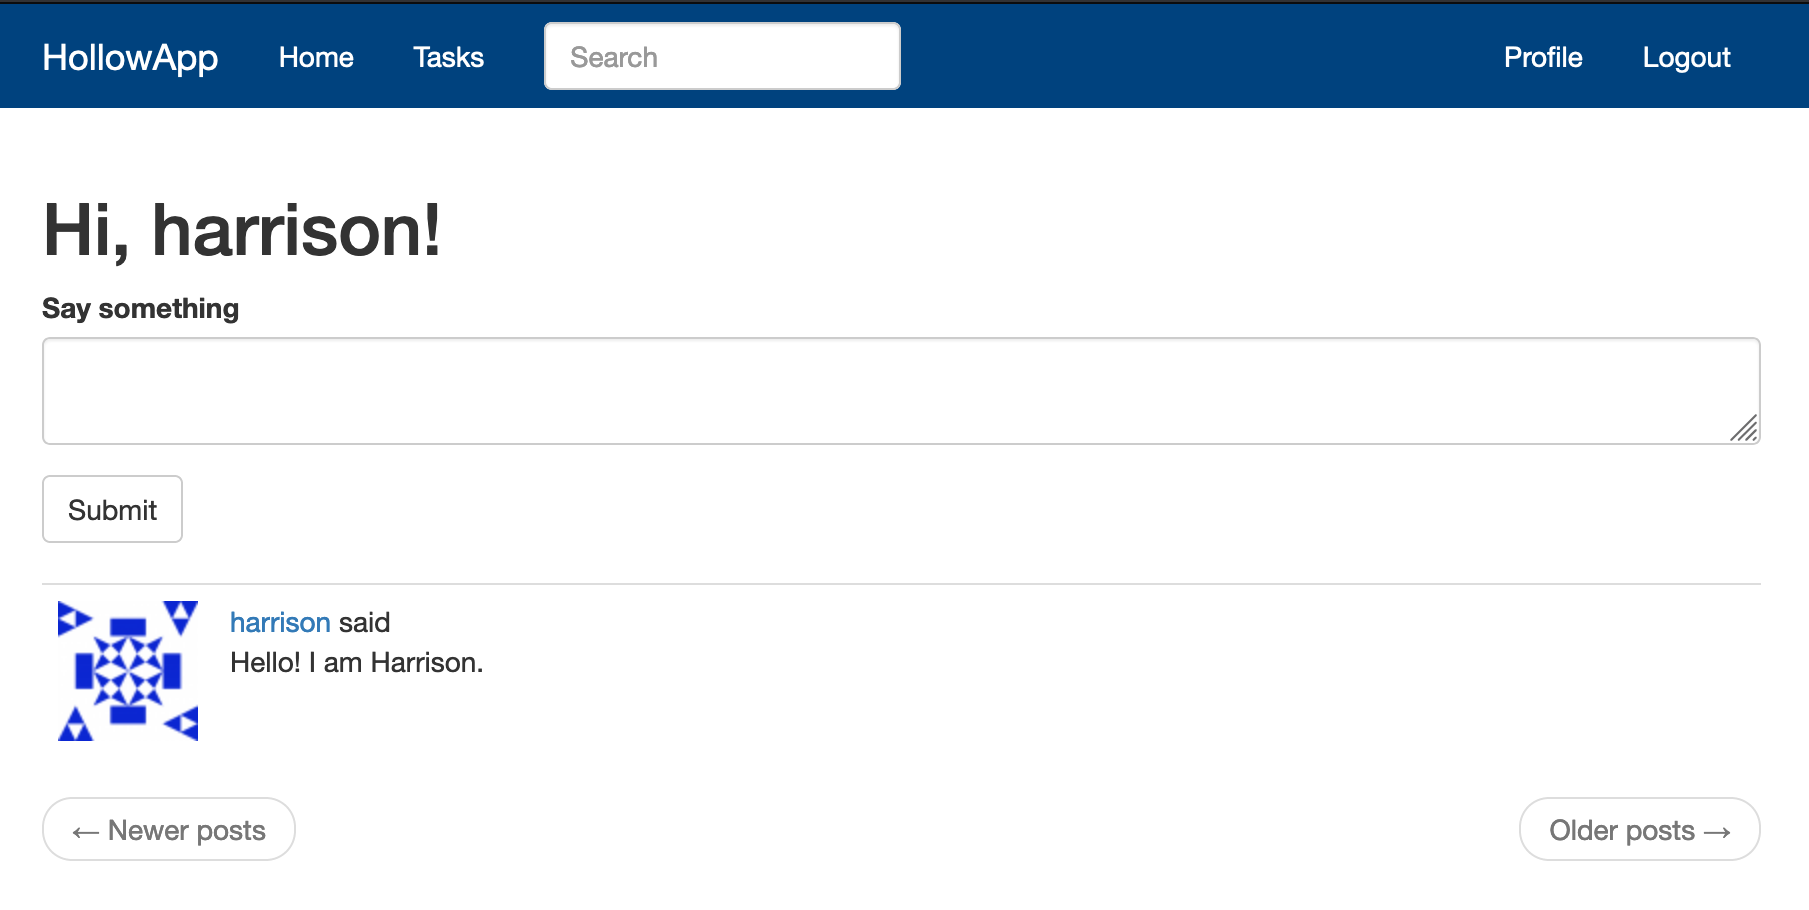 HollowApp Home Tasks Search Profile Logout
Hi, harrison!
Say something
Submit
harrison said
Hello! I am Harrison.
← Newer posts Older posts →